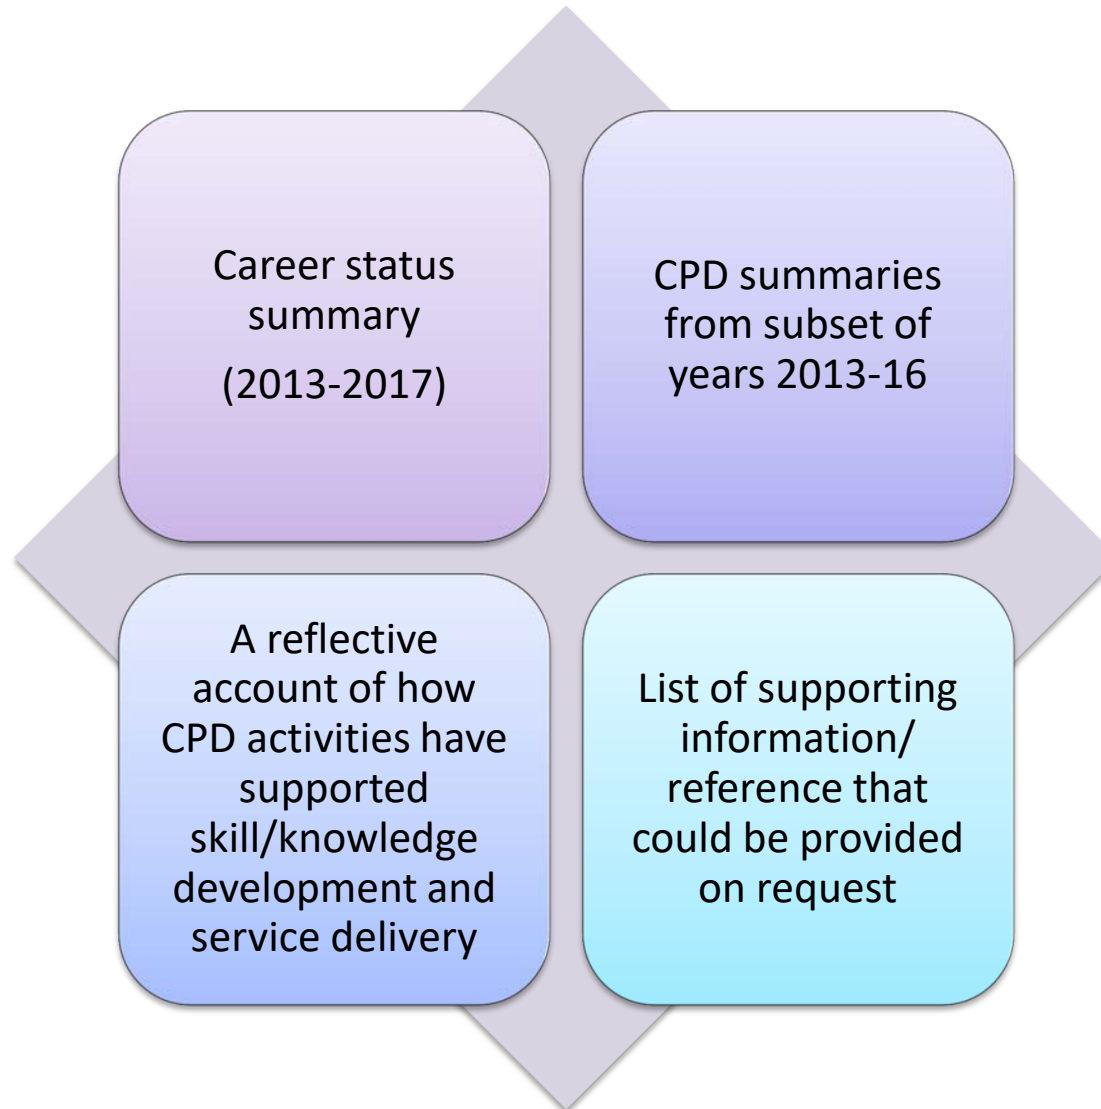 Career status
summary
(2013-2017)
CPD summaries
from subset of
years 2013-16
A reflective
account of how
CPD activities have
supported
skill/knowledge
development and
service delivery
List of supporting
information/
reference that
could be provided
on request